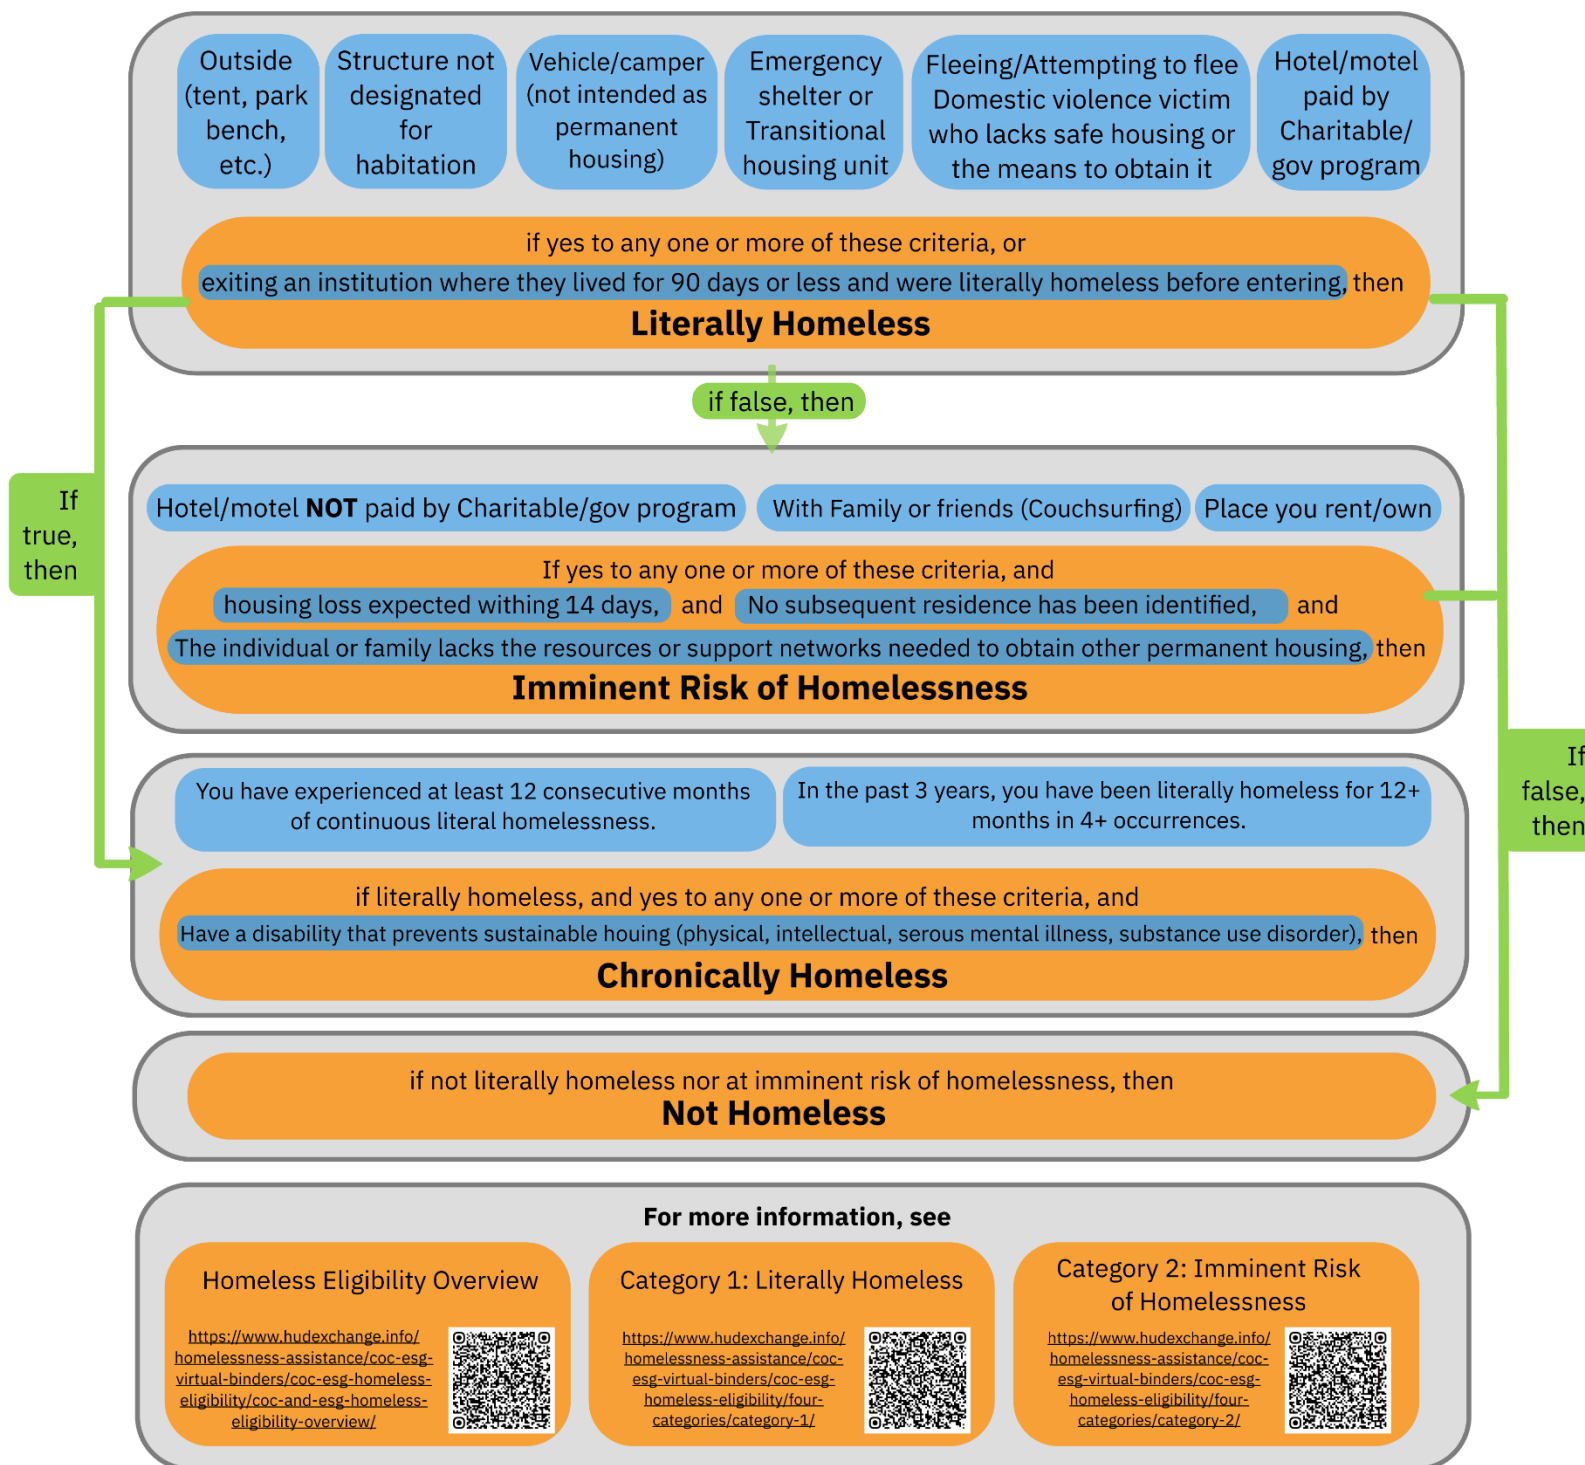 Outside
(tent, park
bench,
etc.)
Structure not
designated
for
habitation
Vehicle/camper
(not intended as
permanent
housing)
Emergency
shelter or
Transitional
housing unit
Fleeing/Attempting to flee
Domestic violence victim
who lacks safe housing or
the means to obtain it
Hotel/motel
paid by
Charitable/
gov program
if yes to any one or more of these criteria, or
exiting an institution where they lived for 90 days or less and were literally homeless before entering, then
Literally Homeless
if false, then
If
true,
then
Hotel/motel NOT paid by Charitable/gov program
With Family or friends (Couchsurfing)
Place you rent/own
If yes to any one or more of these criteria, and
housing loss expected withing 14 days, and No subsequent residence has been identified, and
The individual or family lacks the resources or support networks needed to obtain other permanent housing, then
Imminent Risk of Homelessness
If
false,
then
You have experienced at least 12 consecutive months
of continuous literal homelessness.
In the past 3 years, you have been literally homeless for 12+
months in 4+ occurrences.
if literally homeless, and yes to any one or more of these criteria, and
Have a disability that prevents sustainable houing (physical, intellectual, serous mental illness, substance use disorder), then
Chronically Homeless
if not literally homeless nor at imminent risk of homelessness, then
Not Homeless
For more information, see
Homeless Eligibility Overview
https://www.hudexchange.info/
homelessness-assistance/coc-esg-
virtual-binders/coc-esg-homeless-
eligibility/coc-and-esg-homeless-
eligibility-overview/
Category 1: Literally Homeless
https://www.hudexchange.info/
homelessness-assistance/coc-
esg-virtual-binders/coc-esg-
homeless-eligibility/four-
categories/category-1/
Category 2: Imminent Risk
of Homelessness
https://www.hudexchange.info/
homelessness-assistance/coc-
esg-virtual-binders/coc-esg-
homeless-eligibility/four-
categories/category-2/